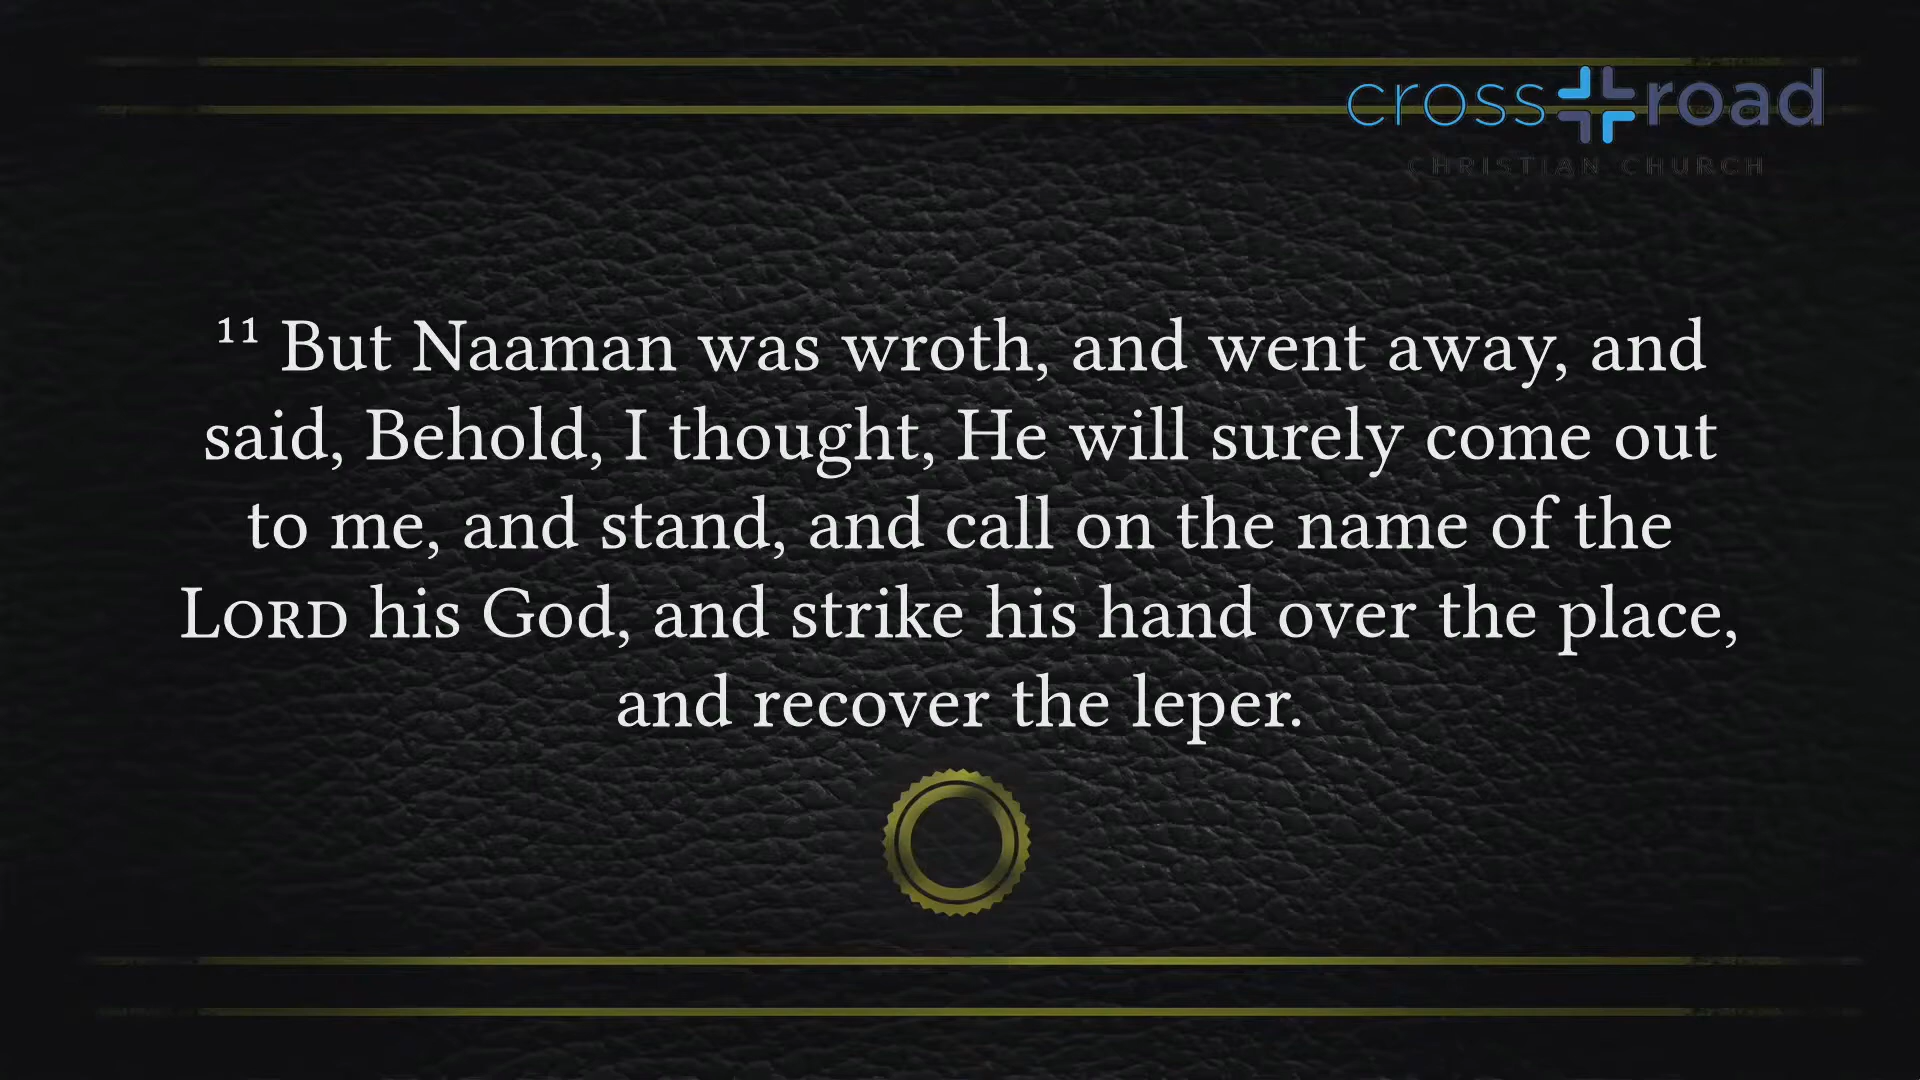 cross road
CHRISTIAN CHURCH
¹¹ But Naaman was wroth, and went away, and
said, Behold, I thought, He will surely come out
to me, and stand, and call on the name of the
LORD his God, and strike his hand over the place,
and recover the leper.